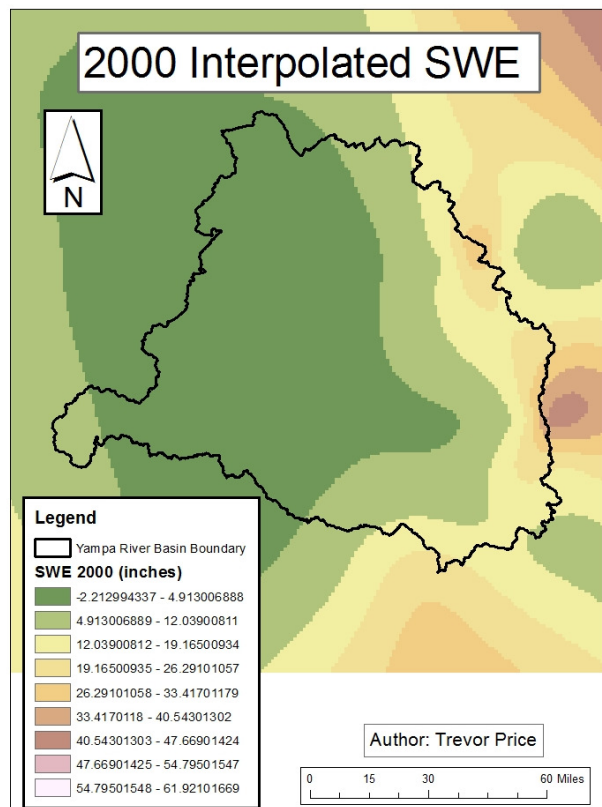 2000 Interpolated SWE
N
Legend
Yampa River Basin Boundary
SWE 2000 (inches)
-2.212994337 - 4.913006888
4.913006889 - 12.03900811
12.03900812 - 19.16500934
19.16500935 - 26.29101057
26.29101058 - 33.41701179
33.4170118 - 40.54301302
40.54301303 - 47.66901424
47.66901425 - 54.79501547
54.79501548 - 61.92101669
Author: Trevor Price
0 15 30 60 Miles